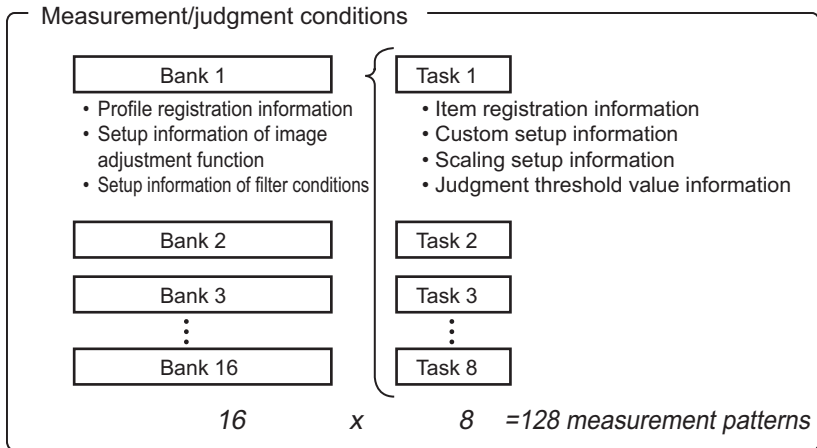 Measurement/judgment conditions
Bank 1
• Profile registration information
• Setup information of image
adjustment function
• Setup information of filter conditions
Bank 2
Bank 3
Bank 16
Task 1
• Item registration information
• Custom setup information
• Scaling setup information
• Judgment threshold value information
Task 2
Task 3
Task 8
16 x 8 =128 measurement patterns